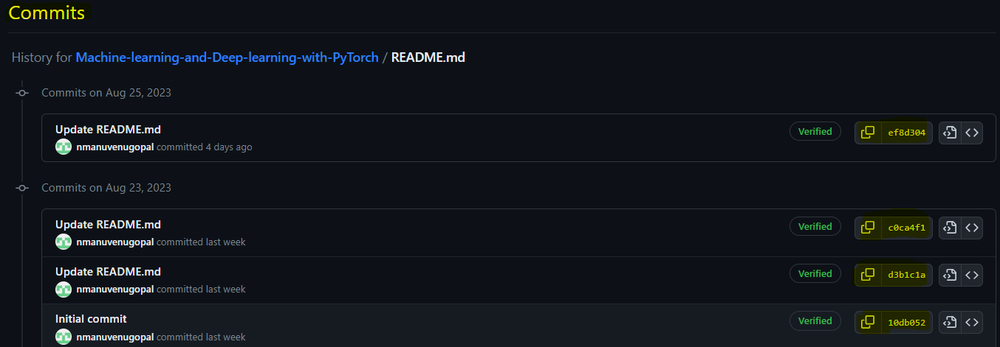 Commits
History for Machine-learning-and-Deep-learning-with-PyTorch / README.md
Commits on Aug 25, 2023
Update README.md
Verified
ef8d304
nmanuvenugopal committed 4 days ago
Commits on Aug 23, 2023
Update README.md
Verified
c0ca4f1
nmanuvenugopal committed last week
Update README.md
Verified
d3b1c1a
nmanuvenugopal committed last week
Initial commit
Verified
10db052
nmanuvenugopal committed last week